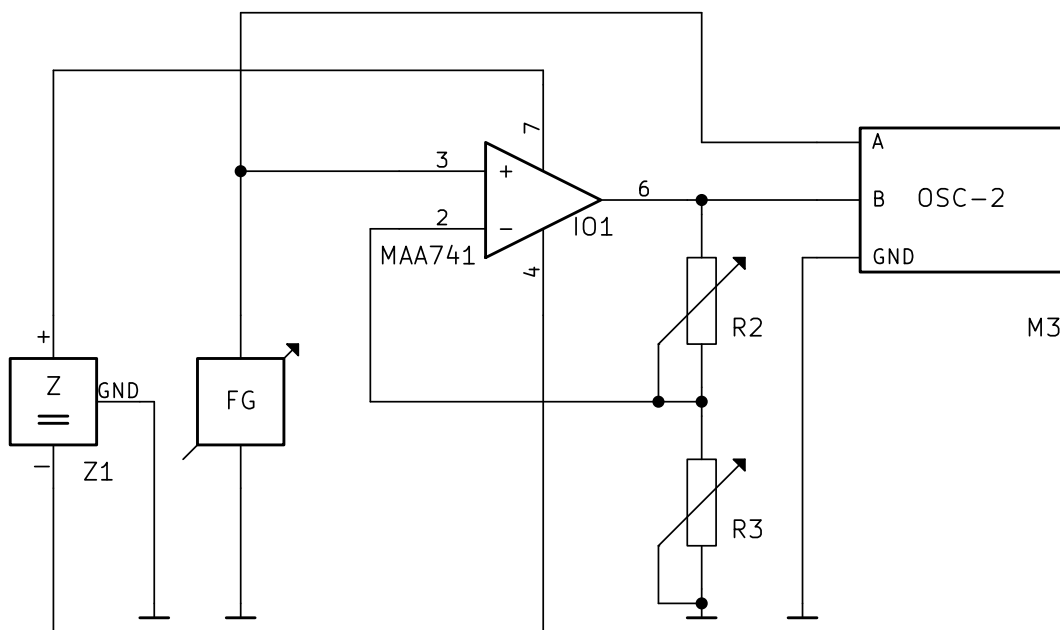 7
3
+
A
6
B
OSC-2
2
−
IO1
MAA741
GND
4
R2
M3
+
Z
GND
FG
−
Z1
R3